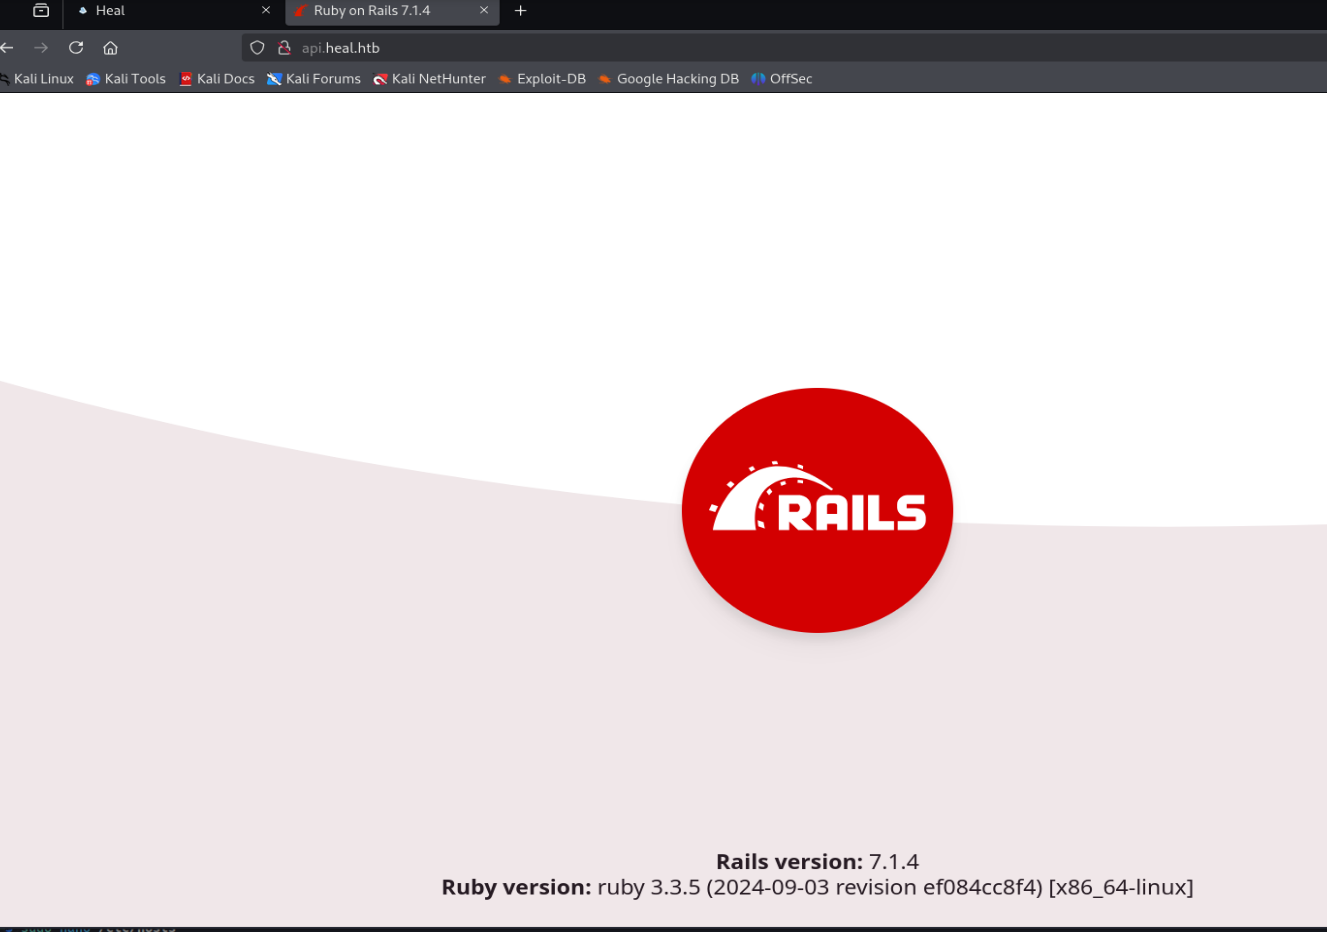 Heal
Ruby on Rails 7.1.4
api.heal.htb
Kali Linux Kali Tools Kali Docs Kali Forums Kali NetHunter Exploit-DB Google Hacking DB OffSec
RAILS
Rails version: 7.1.4
Ruby version: ruby 3.3.5 (2024-09-03 revision ef084cc8f4) [x86_64-linux]